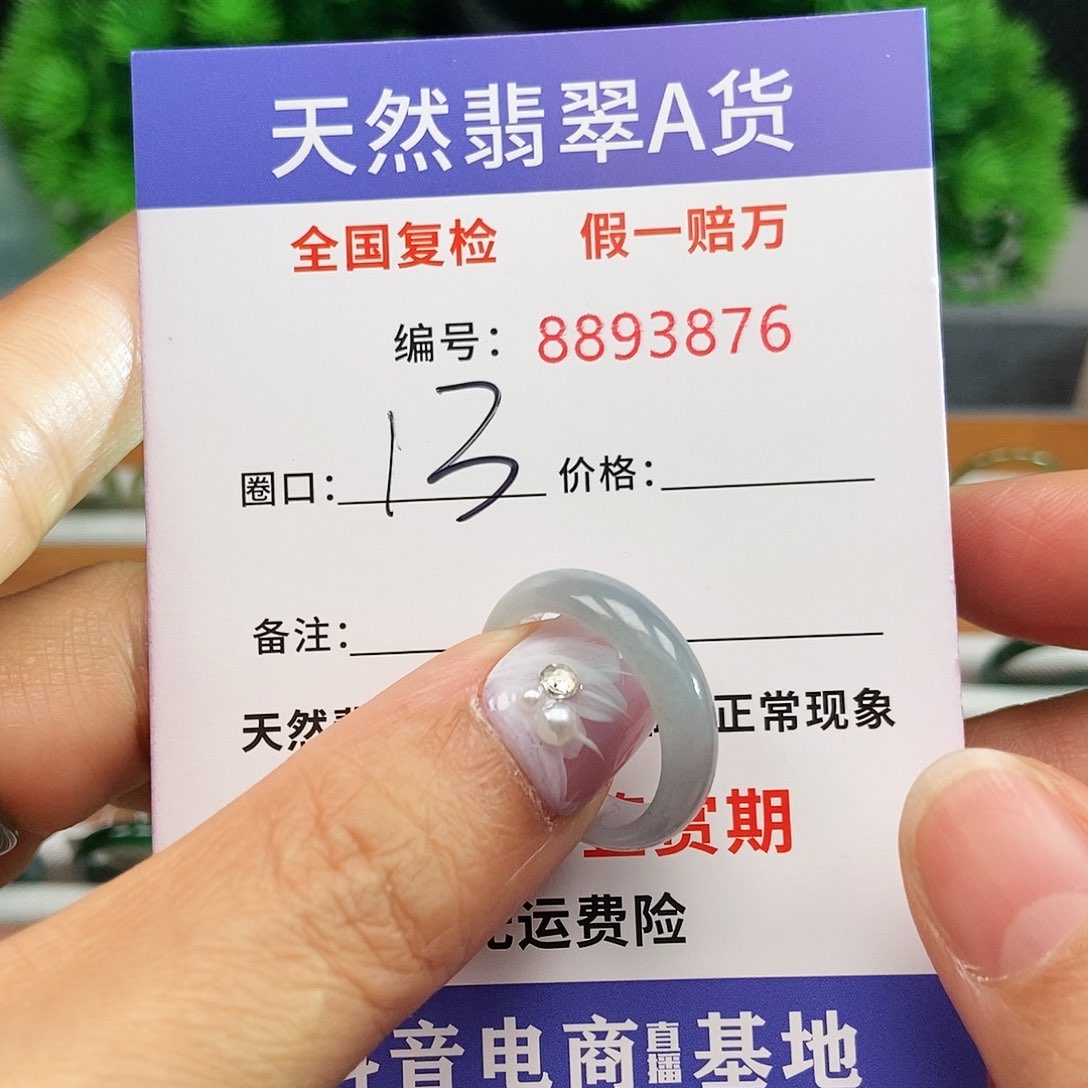 天然翡翠A货
全国复检 假一赔万
编号：8893876
圈口：13 价格：
备注：
天然 正常现象
赏期
运费险
音电商直播基地